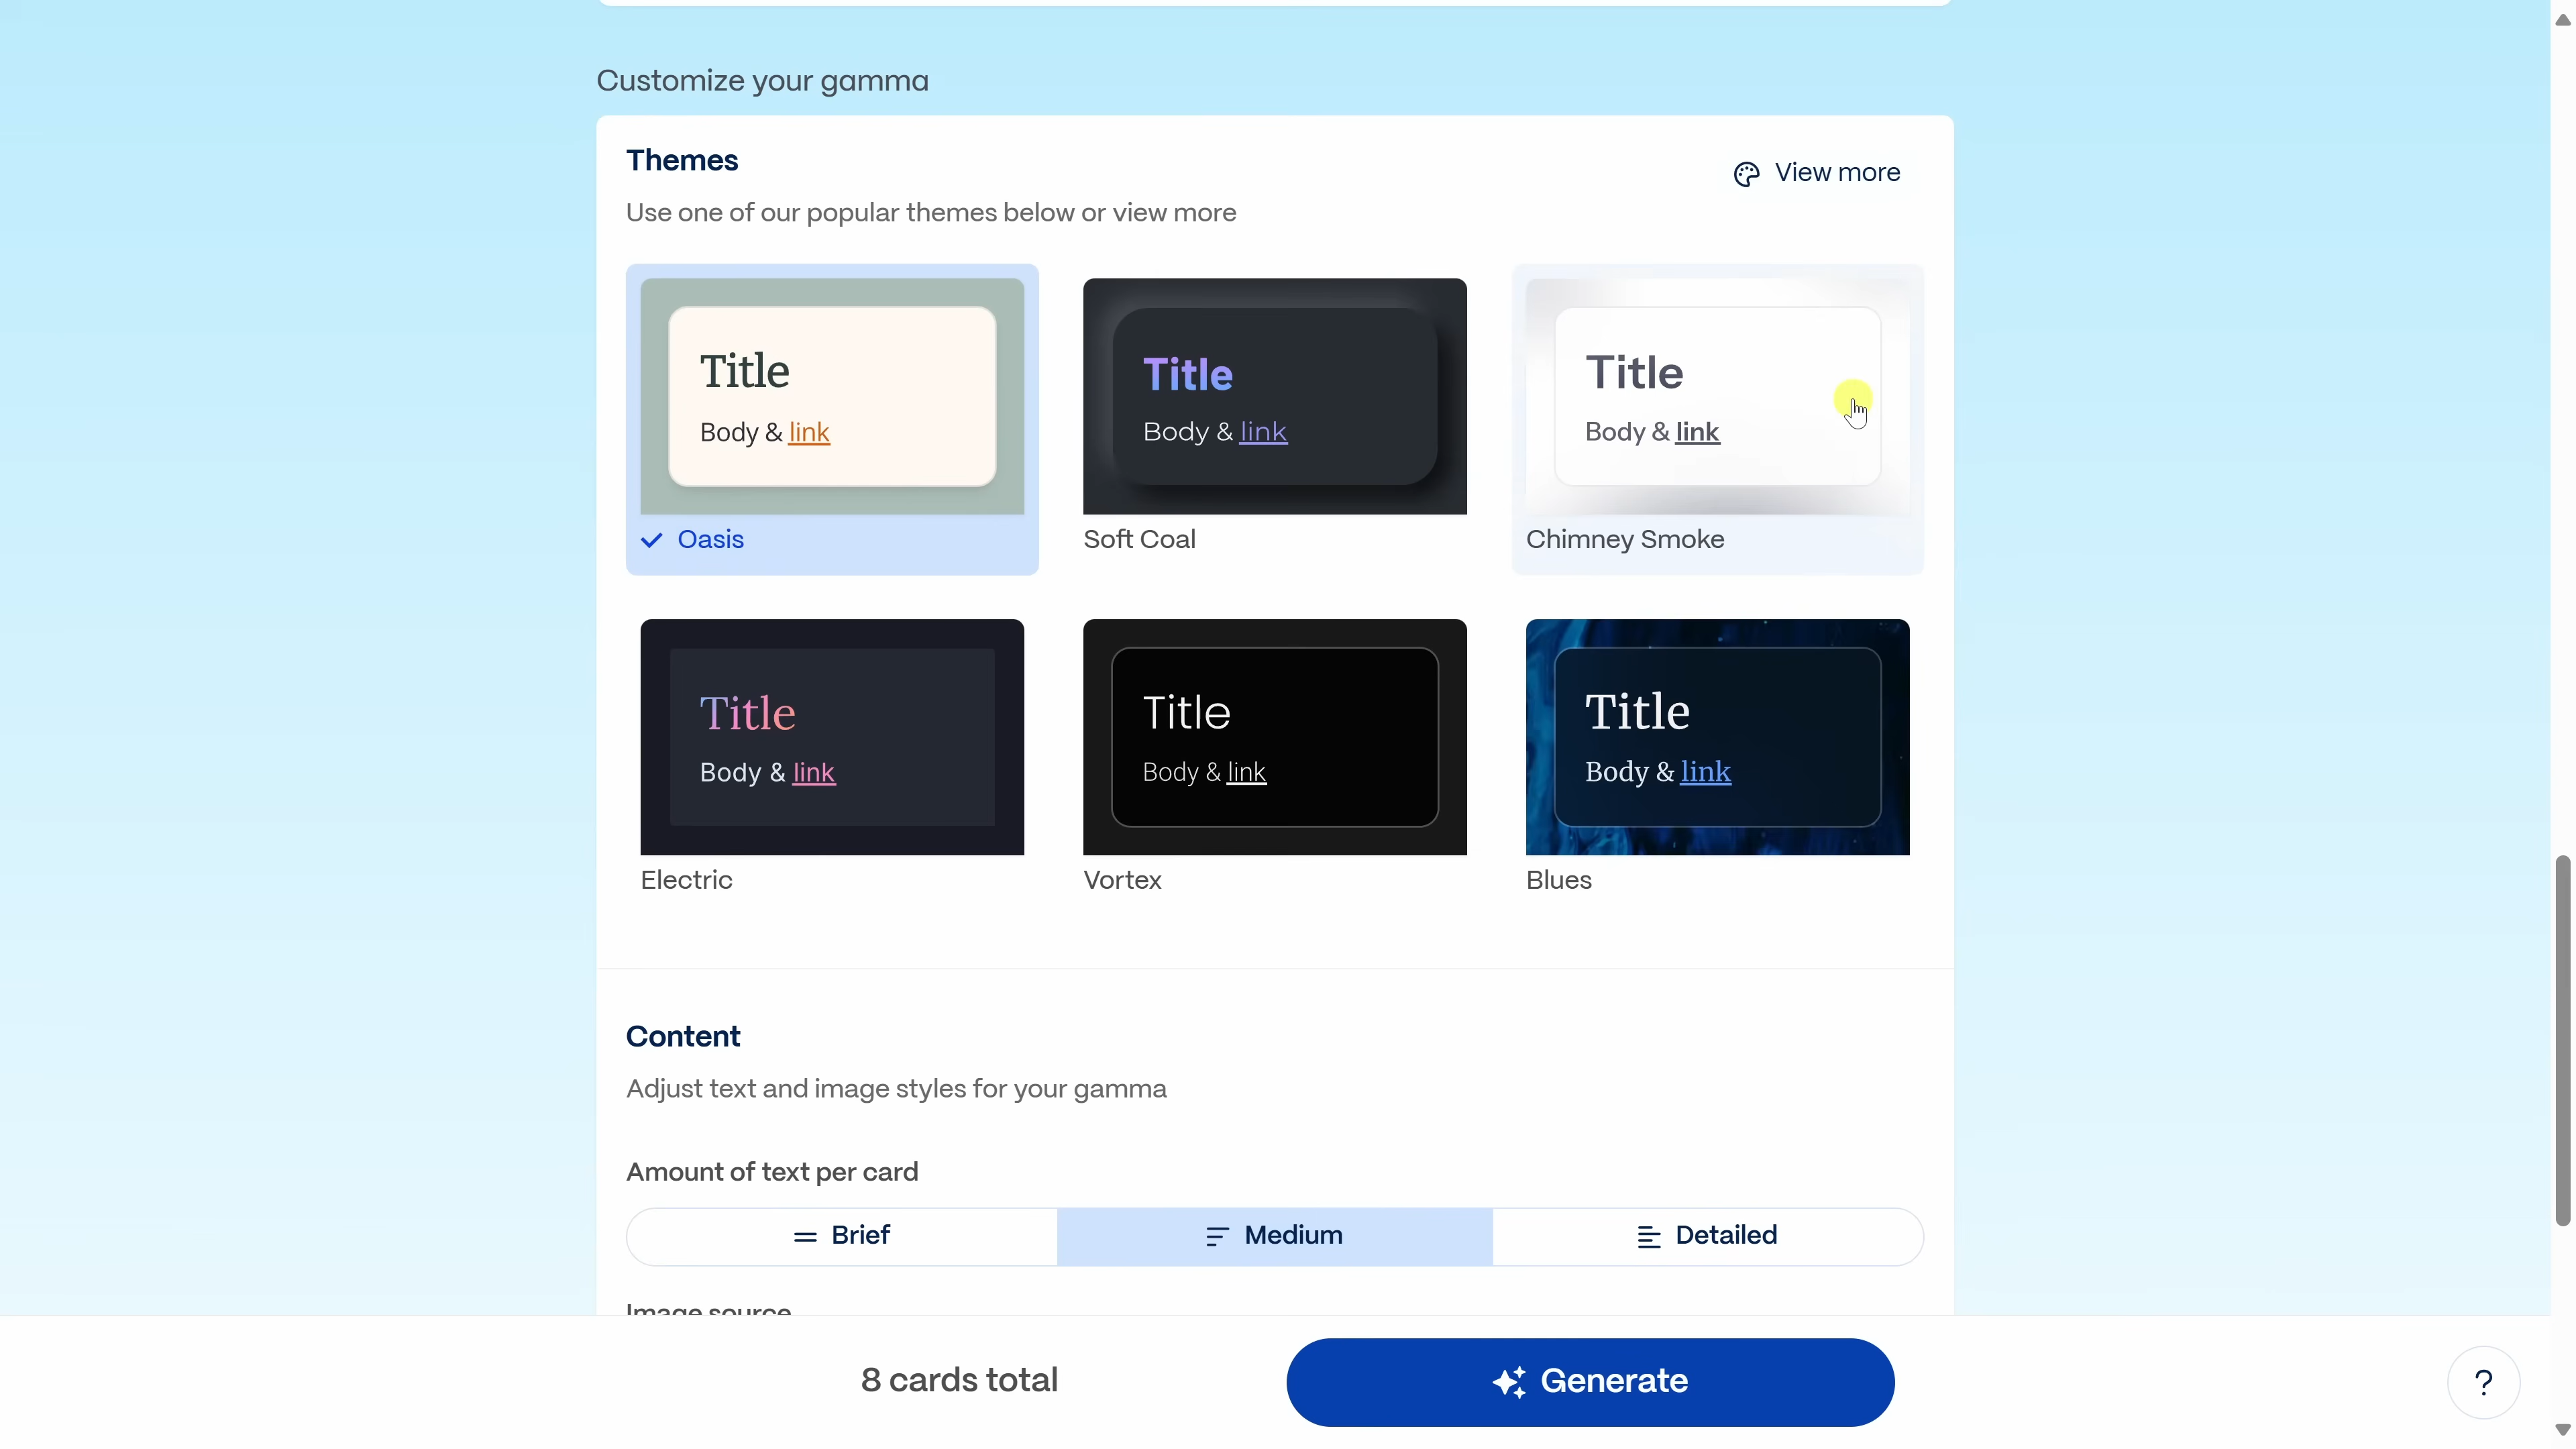 Customize your gamma
Themes
View more
Use one of our popular themes below or view more
Title
Body & link
Oasis
Title
Body & link
Soft Coal
Title
Body & link
Chimney Smoke
Title
Body & link
Electric
Title
Body & link
Vortex
Title
Body & link
Blues
Content
Adjust text and image styles for your gamma
Amount of text per card
Brief
Medium
Detailed
Image source
8 cards total
Generate
?